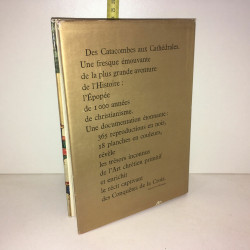 Des Catacombes aux Cathédrales.
Une fresque émouvante
de la plus grande aventure
de l'Histoire :
l'Épopée
de 1 000 années
de christianisme.
Une documentation étonnante :
365 reproductions en noir,
18 planches en couleurs,
révèle
les trésors inconnus
de l'Art chrétien primitif
et enrichit
le récit captivant
des Conquêtes de la Croix.